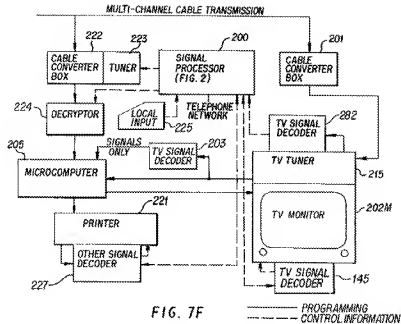 MULTI-CHANNEL CABLE TRANSMISSION
222
223
200
201
CABLE
CONVERTER
BOX
TUNER
SIGNAL
PROCESSOR
(FIG. 2)
CABLE
CONVERTER
BOX
224
DECRYPTOR
LOCAL
INPUT
225
TELEPHONE
NETWORK
282
TV SIGNAL
DECODER
205
SIGNALS
ONLY
TV SIGNAL
DECODER
203
TV TUNER
215
MICROCOMPUTER
221
PRINTER
TV MONITOR
202M
OTHER SIGNAL
DECODER
227
TV SIGNAL
DECODER
145
FIG. 7F
PROGRAMMING
CONTROL INFORMATION